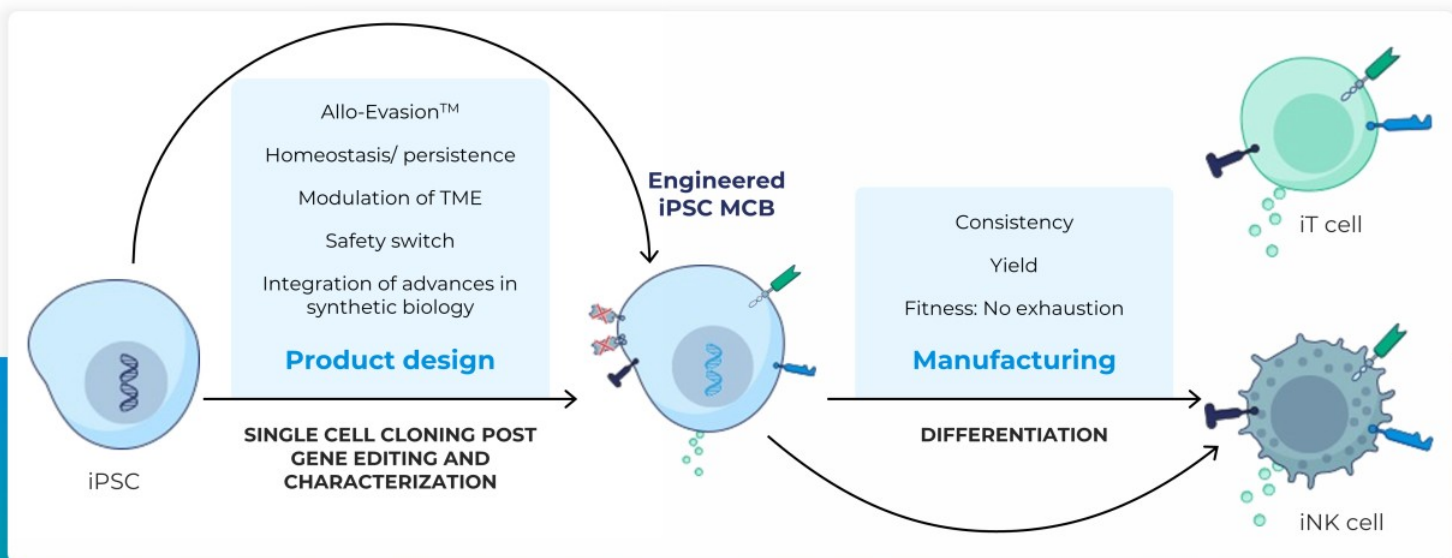 Allo-Evasion™
Homeostasis/ persistence
Modulation of TME
Safety switch
Integration of advances in
synthetic biology
Product design
SINGLE CELL CLONING POST
GENE EDITING AND
CHARACTERIZATION
iPSC
Engineered
iPSC MCB
Consistency
Yield
Fitness: No exhaustion
Manufacturing
DIFFERENTIATION
iT cell
iNK cell